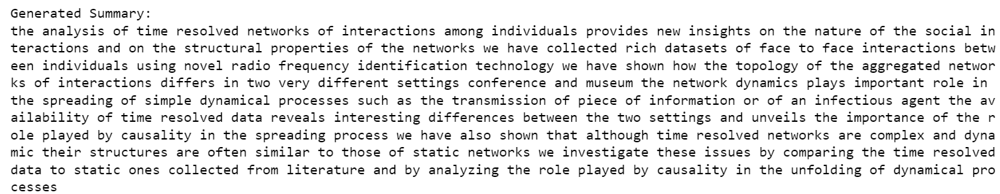 Generated Summary:
the analysis of time resolved networks of interactions among individuals provides new insights on the nature of the social in
teractions and on the structural properties of the networks we have collected rich datasets of face to face interactions betw
een individuals using novel radio frequency identification technology we have shown how the topology of the aggregated networ
ks of interactions differs in two very different settings conference and museum the network dynamics plays important role in
the spreading of simple dynamical processes such as the transmission of piece of information or of an infectious agent the av
ailability of time resolved data reveals interesting differences between the two settings and unveils the importance of the r
ole played by causality in the spreading process we have also shown that although time resolved networks are complex and dyna
mic their structures are often similar to those of static networks we investigate these issues by comparing the time resolved
data to static ones collected from literature and by analyzing the role played by causality in the unfolding of dynamical pro
cesses